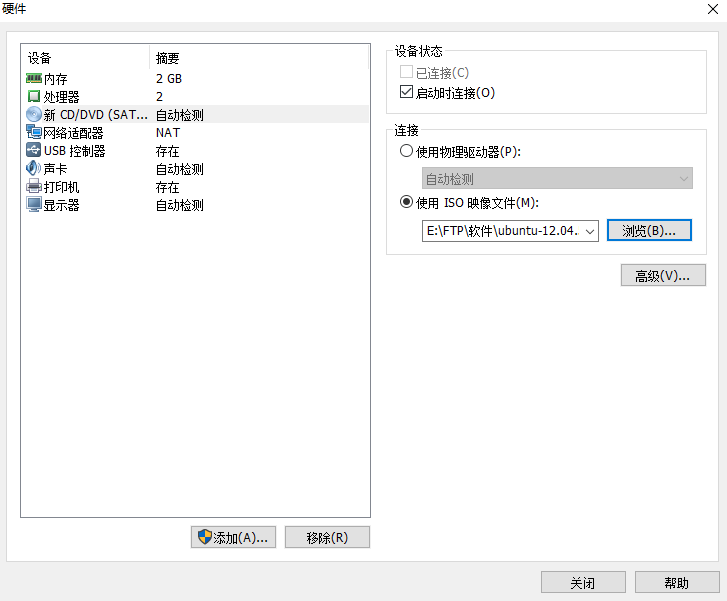 硬件
设备 摘要
内存 2 GB
处理器 2
新 CD/DVD (SAT... 自动检测
网络适配器 NAT
USB 控制器 存在
声卡 自动检测
打印机 存在
显示器 自动检测
添加(A)...
移除(R)
设备状态
已连接(C)
启动时连接(O)
连接
使用物理驱动器(P):
自动检测
使用 ISO 映像文件(M):
E:\FTP\软件\ubuntu-12.04..
浏览(B)...
高级(V)...
关闭
帮助